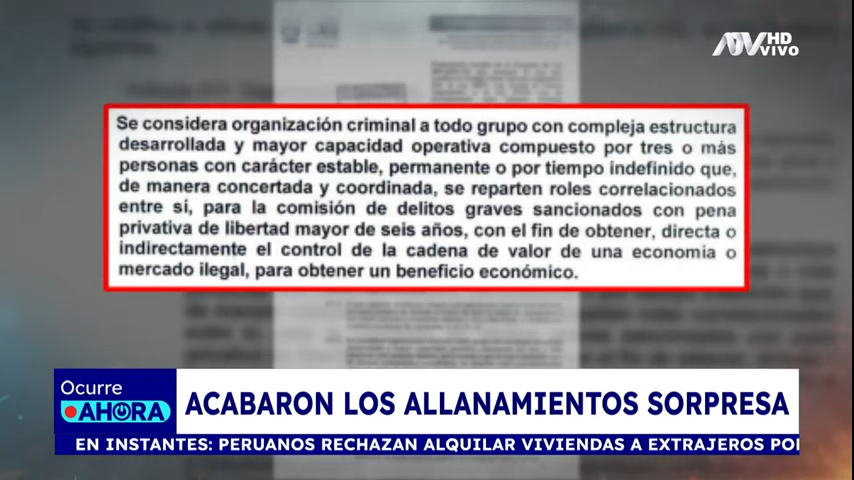 ATV HD
VIVO
Se considera organización criminal a todo grupo con compleja estructura
desarrollada y mayor capacidad operativa compuesto por tres o más
personas con carácter estable, permanente o por tiempo indefinido que,
de manera concertada y coordinada, se reparten roles correlacionados
entre sí, para la comisión de delitos graves sancionados con pena
privativa de libertad mayor de seis años, con el fin de obtener, directa o
indirectamente el control de la cadena de valor de una economía o
mercado ilegal, para obtener un beneficio económico.
Ocurre
AHORA
ACABARON LOS ALLANAMIENTOS SORPRESA
EN INSTANTES: PERUANOS RECHAZAN ALQUILAR VIVIENDAS A EXTRAJEROS